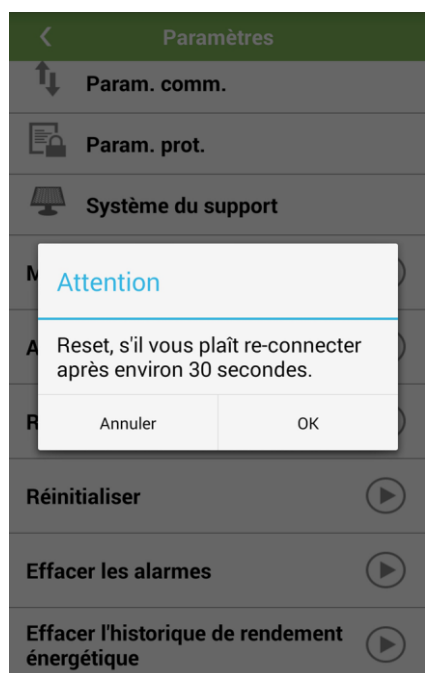 Paramètres
Param. comm.
Param. prot.
Système du support
M
Attention
A
Reset, s'il vous plaît re-connecter
après environ 30 secondes.
R
Annuler OK
Réinitialiser
Effacer les alarmes
Effacer l'historique de rendement
énergétique